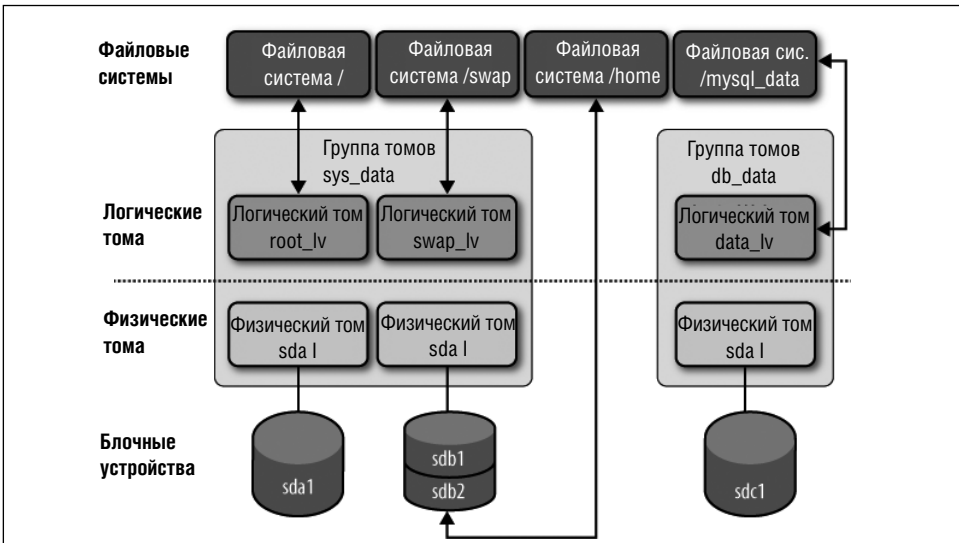 Файловые
системы
Файловая
система /
Файловая
система /swap
Файловая
система /home
Файловая сис.
/mysql_data
Группа томов
sys_data
Группа томов
db_data
Логические
тома
Логический том
root_lv
Логический том
swap_lv
Логический том
data_lv
Физические
тома
Физический том
sda I
Физический том
sda I
Физический том
sda I
Блочные
устройства
sda1
sdb1
sdb2
sdc1